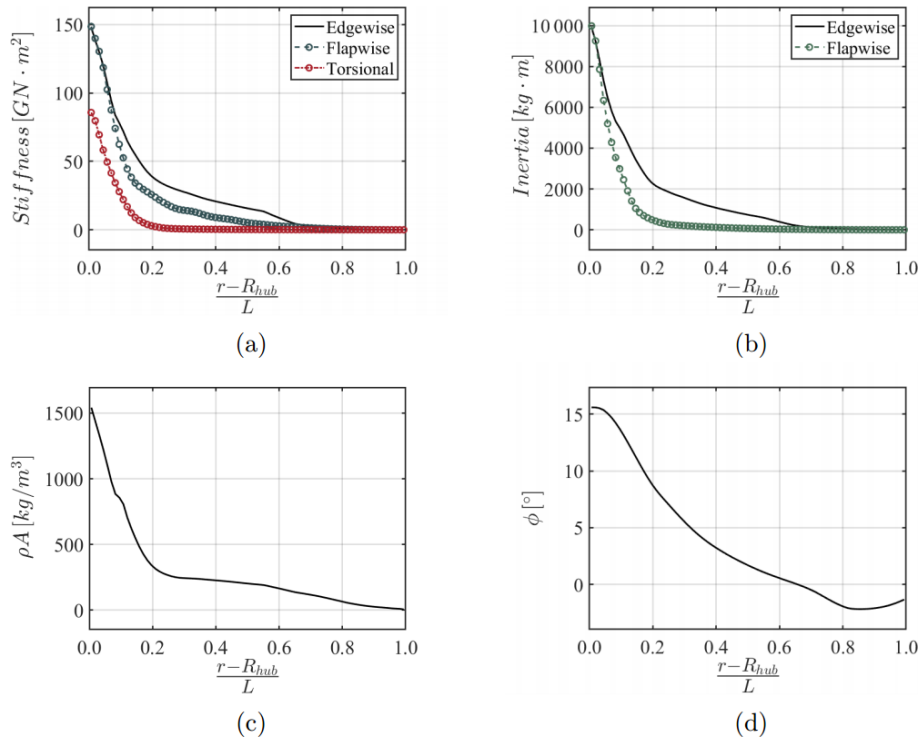 Stiffness [GN · m²]
150
100
50
0
Edgewise
Flapwise
Torsional
0.0 0.2 0.4 0.6 0.8 1.0
r−R_hub
L
(a)
Inertia [kg · m]
10 000
8000
6000
4000
2000
0
Edgewise
Flapwise
0.0 0.2 0.4 0.6 0.8 1.0
r−R_hub
L
(b)
ρA [kg/m³]
1500
1000
500
0
0.0 0.2 0.4 0.6 0.8 1.0
r−R_hub
L
(c)
ϕ [°]
15
10
5
0
0.0 0.2 0.4 0.6 0.8 1.0
r−R_hub
L
(d)